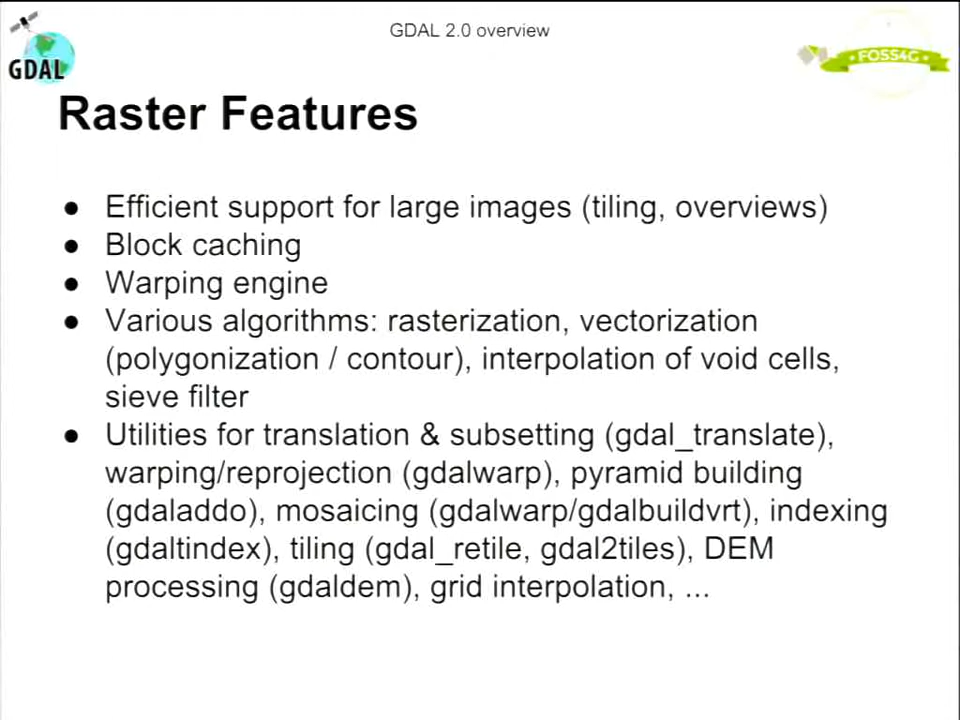 GDAL 2.0 overview
GDAL
FOSS4G
Raster Features
● Efficient support for large images (tiling, overviews)
● Block caching
● Warping engine
● Various algorithms: rasterization, vectorization
(polygonization / contour), interpolation of void cells,
sieve filter
● Utilities for translation & subsetting (gdal_translate),
warping/reprojection (gdalwarp), pyramid building
(gdaladdo), mosaicing (gdalwarp/gdalbuildvrt), indexing
(gdaltindex), tiling (gdal_retile, gdal2tiles), DEM
processing (gdaldem), grid interpolation, ...